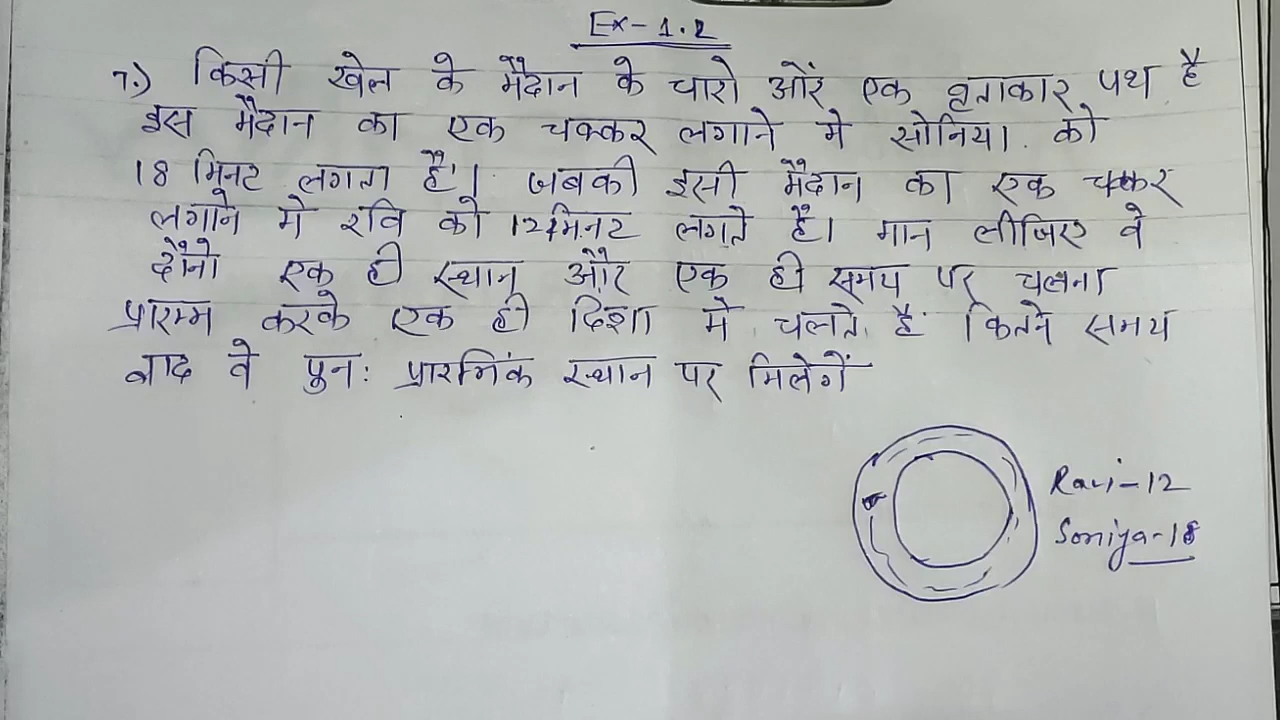 Ex-1.2
7.) किसी खेल के मैदान के चारो ओर एक वृताकार पथ है
इस मैदान का एक चक्कर लगाने मे सोनिया. को
18 मिनट लगता है। जबकी इसी मैदान का एक चक्कर
लगाने मे रवि को 12 मिनट लगते है। मान लीजिए वे
दोनो एक ही स्थान और एक ही समय पर चलना
प्रारम्म करके एक ही दिशा मे चलते है कितने समय
बाद वे पुनः प्रारमिंक स्थान पर मिलेगें
Ravi-12
Soniya-18